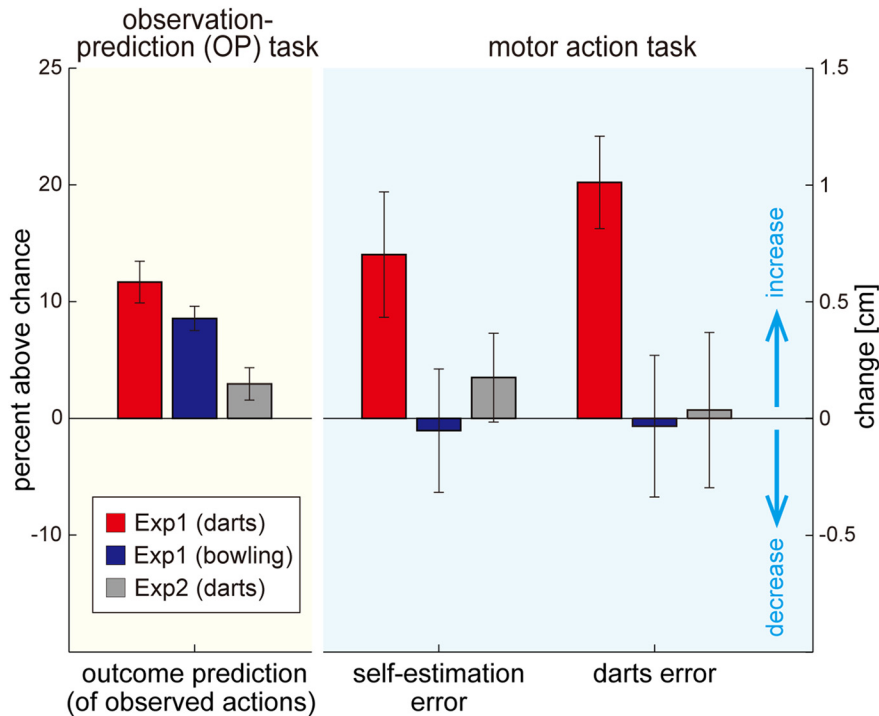 observation-
prediction (OP) task
motor action task
25
20
10
0
-10
percent above chance
1.5
1
0.5
0
-0.5
change [cm]
increase
decrease
Exp1 (darts)
Exp1 (bowling)
Exp2 (darts)
outcome prediction
(of observed actions)
self-estimation
error
darts error